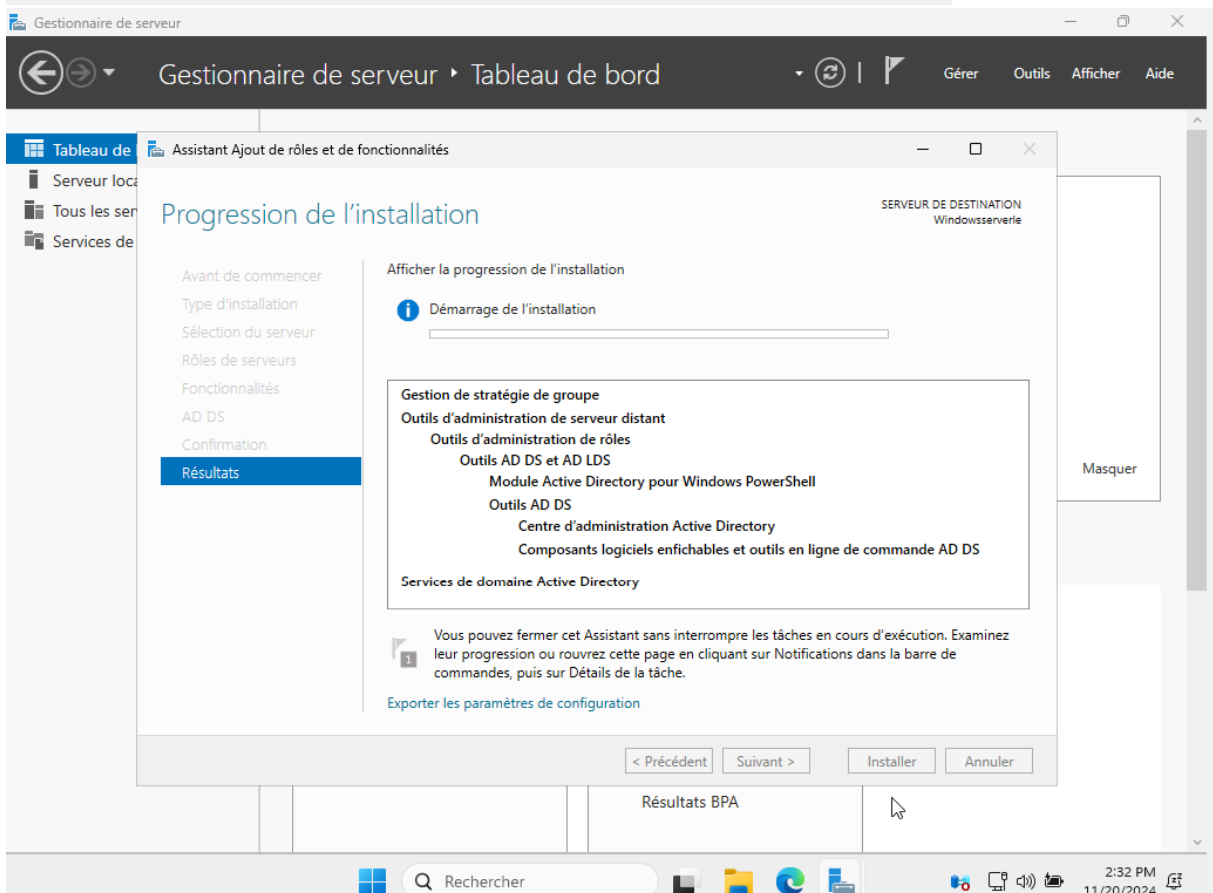 Gestionnaire de serveur
Gestionnaire de serveur ‣ Tableau de bord
Gérer Outils Afficher Aide
Tableau de
Serveur loca
Tous les ser
Services de
Assistant Ajout de rôles et de fonctionnalités
Progression de l'installation
SERVEUR DE DESTINATION
Windowsserverle
Avant de commencer
Type d'installation
Sélection du serveur
Rôles de serveurs
Fonctionnalités
AD DS
Confirmation
Résultats
Afficher la progression de l'installation
Démarrage de l'installation
Gestion de stratégie de groupe
Outils d'administration de serveur distant
Outils d'administration de rôles
Outils AD DS et AD LDS
Module Active Directory pour Windows PowerShell
Outils AD DS
Centre d'administration Active Directory
Composants logiciels enfichables et outils en ligne de commande AD DS
Services de domaine Active Directory
1
Vous pouvez fermer cet Assistant sans interrompre les tâches en cours d'exécution. Examinez
leur progression ou rouvrez cette page en cliquant sur Notifications dans la barre de
commandes, puis sur Détails de la tâche.
Exporter les paramètres de configuration
< Précédent Suivant > Installer Annuler
Masquer
Résultats BPA
Rechercher
2:32 PM
11/20/2024